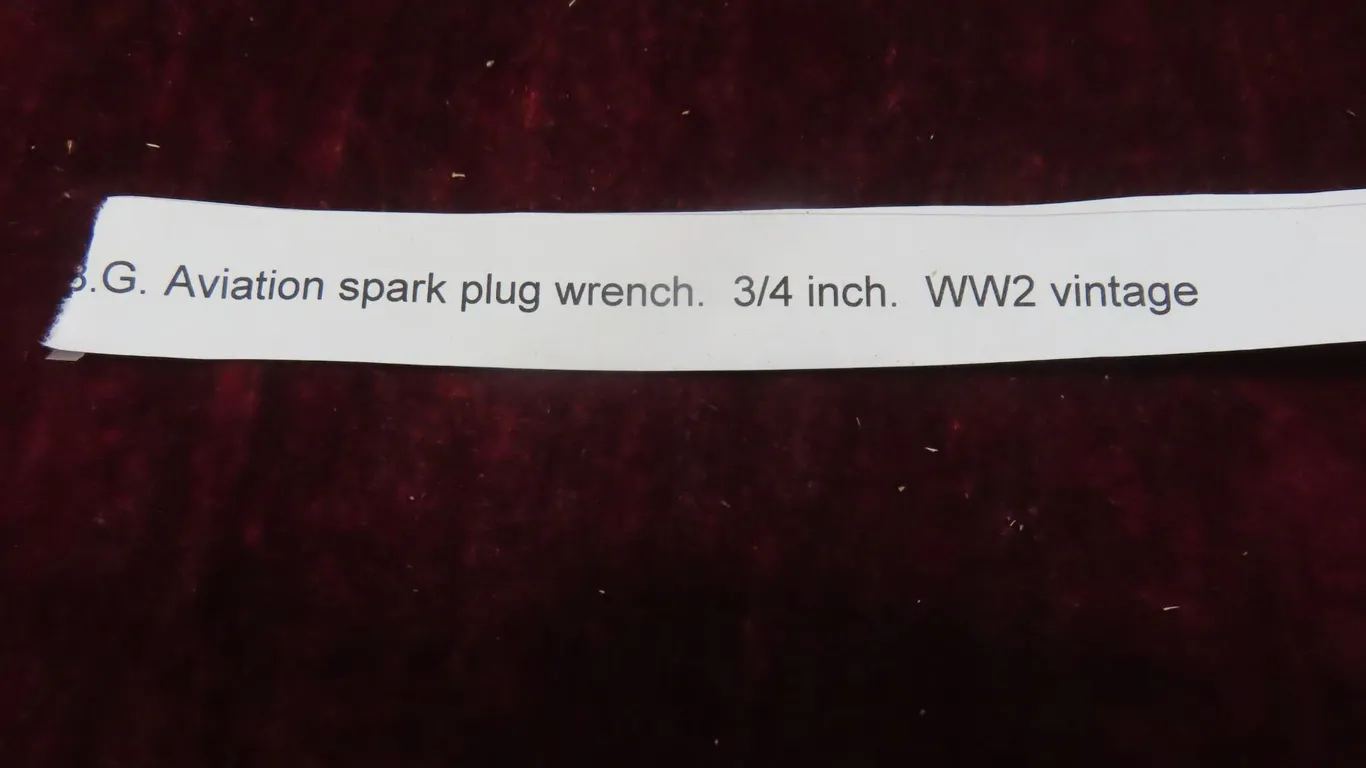 B.G. Aviation spark plug wrench. 3/4 inch. WW2 vintage